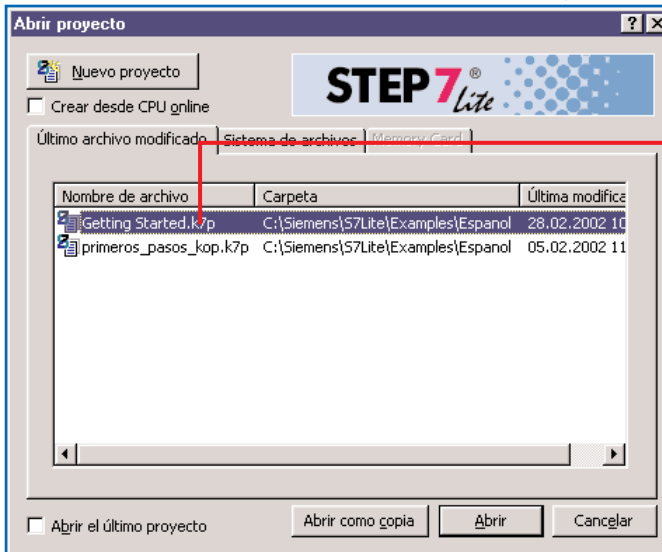 Abrir proyecto
Nuevo proyecto
STEP 7® Lite
Crear desde CPU online
Último archivo modificado Sistema de archivos Memory Card
Nombre de archivo Carpeta Última modifica
Getting Started.k7p C:\Siemens\S7Lite\Examples\Espanol 28.02.2002 10
primeros_pasos_kop.k7p C:\Siemens\S7Lite\Examples\Espanol 05.02.2002 11
Abrir el último proyecto Abrir como copia Abrir Cancelar